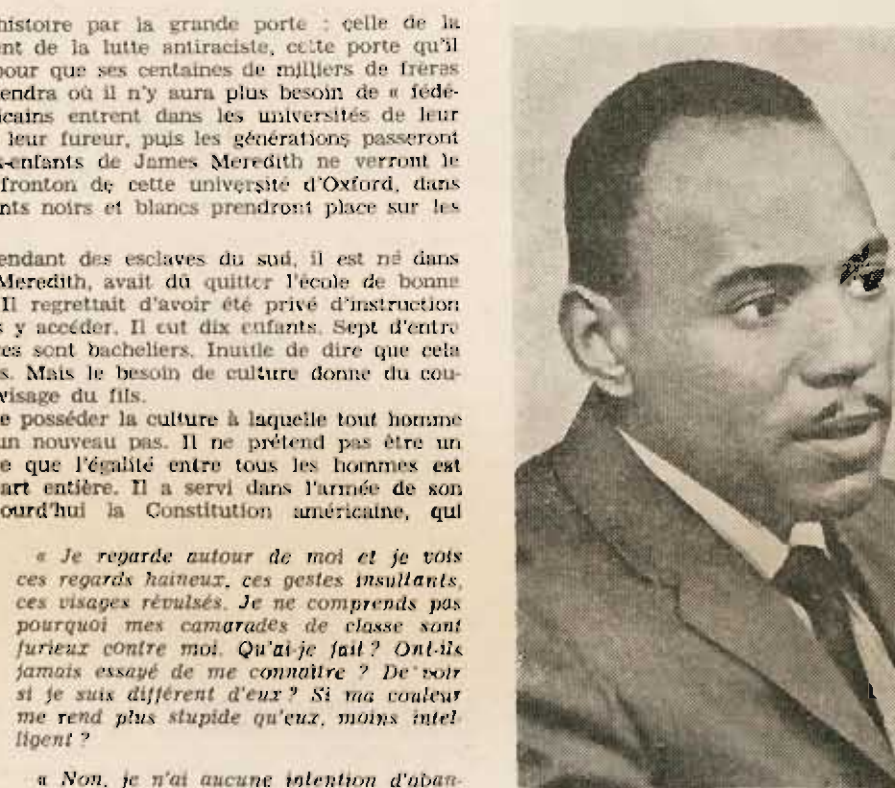 histoire par la grande porte : celle de la
ent de la lutte antiraciste, cette porte qu'il
pour que ses centaines de milliers de frères
endra où il n'y aura plus besoin de « fédé-
icains entrent dans les universités de leur
leur fureur, puis les générations passeront
s-enfants de James Meredith ne verront le
fronton de cette université d'Oxford, dans
nts noirs et blancs prendront place sur les
endant des esclaves du sud, il est né dans
Meredith, avait dû quitter l'école de bonne
Il regrettait d'avoir été privé d'instruction
s y accéder. Il eut dix enfants. Sept d'entre
res sont bacheliers. Inutile de dire que cela
s. Mais le besoin de culture donne du cou-
visage du fils.
e posséder la culture à laquelle tout homme
un nouveau pas. Il ne prétend pas être un
e que l'égalité entre tous les hommes est
art entière. Il a servi dans l'armée de son
ourd'hui la Constitution américaine, qui
« Je regarde autour de moi et je vois
ces regards haineux, ces gestes insultants,
ces visages révulsés. Je ne comprends pas
pourquoi mes camarades de classe sont
furieux contre moi. Qu'ai-je fait ? Ont-ils
jamais essayé de me connaître ? De voir
si je suis différent d'eux ? Si ma couleur
me rend plus stupide qu'eux, moins intel-
ligent ?
« Non, je n'ai aucune intention d'aban-